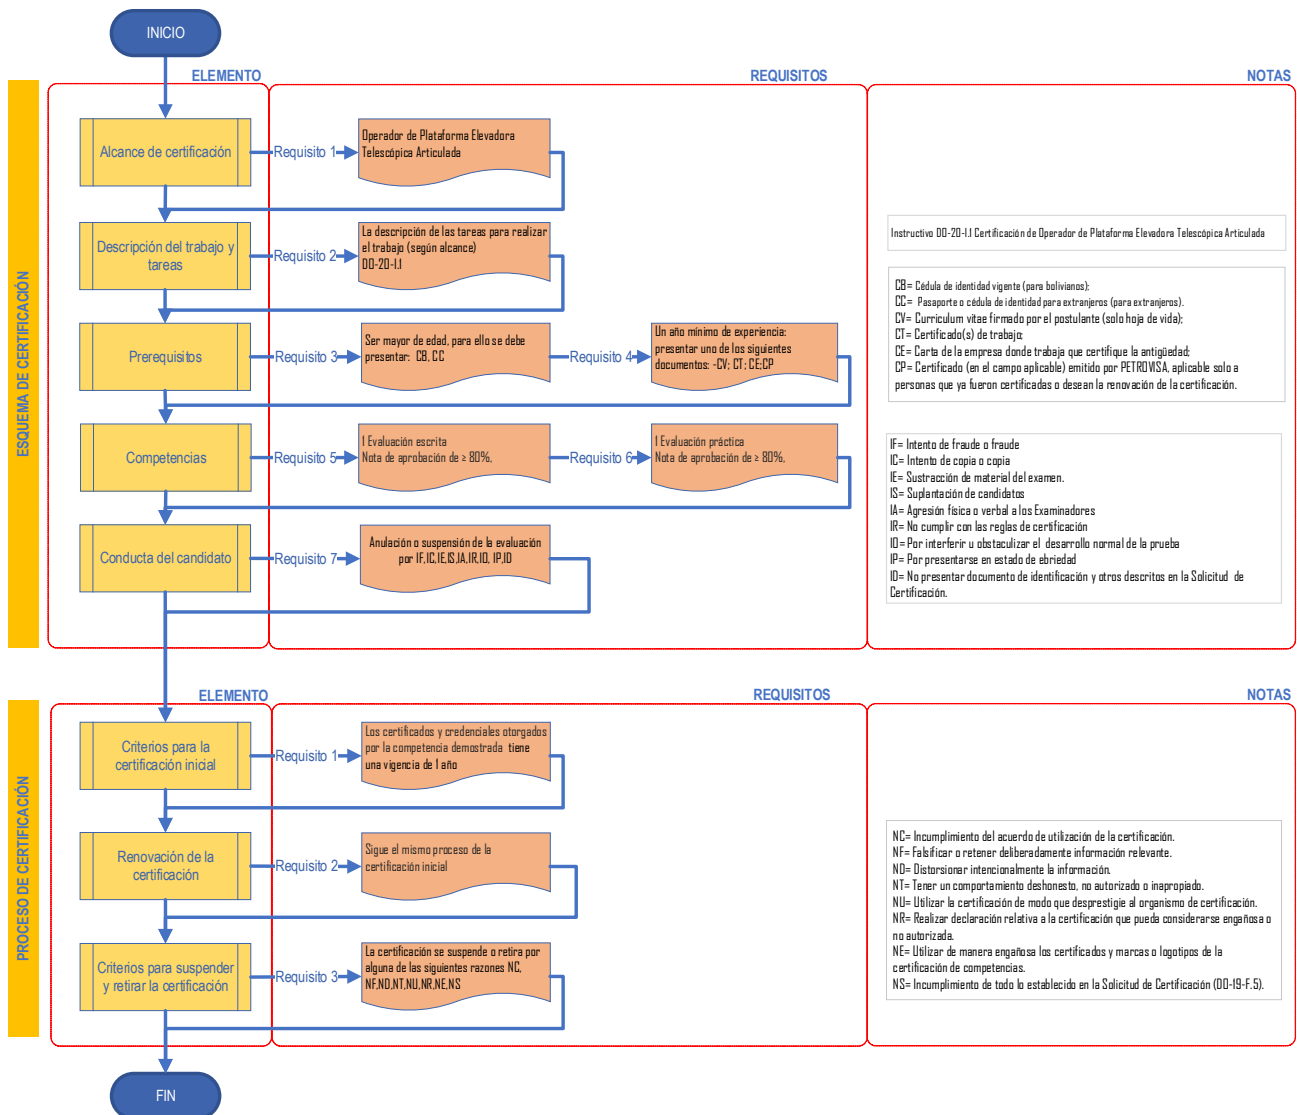 INICIO
ELEMENTO
REQUISITOS
NOTAS
ESQUEMA DE CERTIFICACIÓN
Alcance de certificación
Requisito 1
Operador de Plataforma Elevadora
Telescópica Articulada
Descripción del trabajo y
tareas
Requisito 2
La descripción de las tareas para realizar
el trabajo (según alcance)
DO-20-I.1
Instructivo DO-20-I.1 Certificación de Operador de Plataforma Elevadora Telescópica Articulada
Prerequisitos
Requisito 3
Ser mayor de edad, para ello se debe
presentar: CB, CC
Requisito 4
Un año mínimo de experiencia:
presentar uno de los siguientes
documentos: -CV; CT; CE;CP
CB= Cédula de identidad vigente (para bolivianos);
CC= Pasaporte o cédula de identidad para extranjeros (para extranjeros).
CV= Curriculum vitae firmado por el postulante (solo hoja de vida);
CT= Certificado(s) de trabajo;
CE= Carta de la empresa donde trabaja que certifique la antigüedad;
CP= Certificado (en el campo aplicable) emitido por PETROVISA, aplicable solo a
personas que ya fueron certificadas o desean la renovación de la certificación.
Competencias
Requisito 5
1 Evaluación escrita
Nota de aprobación de ≥ 80%,
Requisito 6
1 Evaluación práctica
Nota de aprobación de ≥ 80%,
Conducta del candidato
Requisito 7
Anulación o suspensión de la evaluación
por IF,IC,IE,IS,IA,IR,IO, IP,ID
IF= Intento de fraude o fraude
IC= Intento de copia o copia
IE= Sustracción de material del examen.
IS= Suplantación de candidatos
IA= Agresión física o verbal a los Examinadores
IR= No cumplir con las reglas de certificación
IO= Por interferir u obstaculizar el desarrollo normal de la prueba
IP= Por presentarse en estado de ebriedad
ID= No presentar documento de identificación y otros descritos en la Solicitud de
Certificación.
ELEMENTO
REQUISITOS
NOTAS
PROCESO DE CERTIFICACIÓN
Criterios para la
certificación inicial
Requisito 1
Los certificados y credenciales otorgados
por la competencia demostrada tiene
una vigencia de 1 año
Renovación de la
certificación
Requisito 2
Sigue el mismo proceso de la
certificación inicial
Criterios para suspender
y retirar la certificación
Requisito 3
La certificación se suspende o retira por
alguna de las siguientes razones NC,
NF,ND,NT,NU,NR,NE,NS
NC= Incumplimiento del acuerdo de utilización de la certificación.
NF= Falsificar o retener deliberadamente información relevante.
ND= Distorsionar intencionalmente la información.
NT= Tener un comportamiento deshonesto, no autorizado o inapropiado.
NU= Utilizar la certificación de modo que desprestigie al organismo de certificación.
NR= Realizar declaración relativa a la certificación que pueda considerarse engañosa o
no autorizada.
NE= Utilizar de manera engañosa los certificados y marcas o logotipos de la
certificación de competencias.
NS= Incumplimiento de todo lo establecido en la Solicitud de Certificación (DO-19-F.5).
FIN